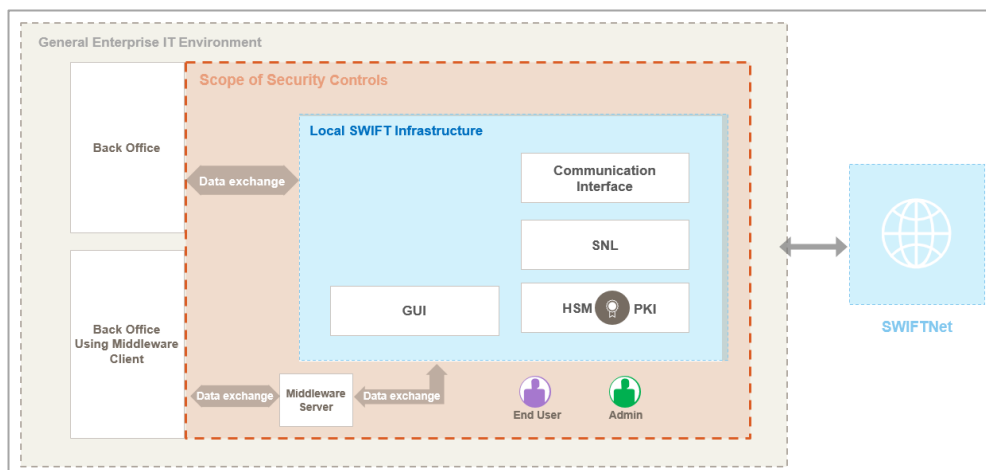 General Enterprise IT Environment
Scope of Security Controls
Local SWIFT Infrastructure
Back Office
Data exchange
Communication
Interface
SNL
GUI
HSM PKI
Back Office
Using Middleware
Client
Data exchange
Middleware
Server
Data exchange
End User
Admin
SWIFTNet